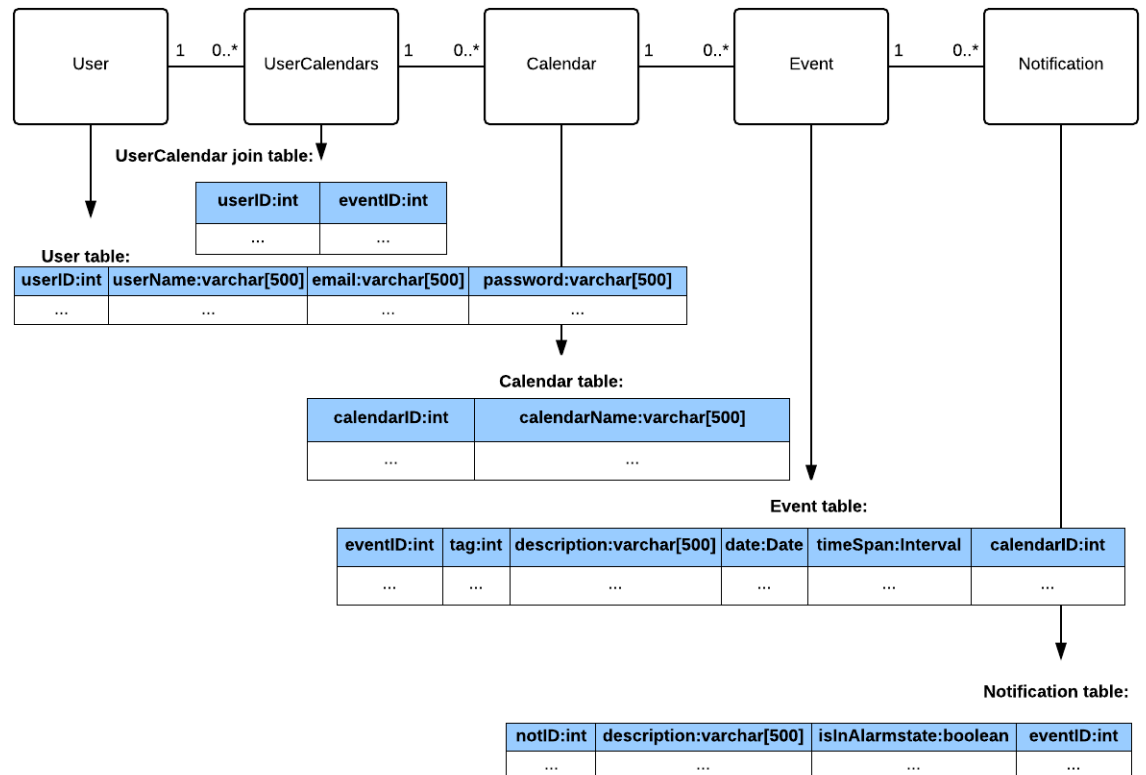 User 1 0..* UserCalendars 1 0..* Calendar 1 0..* Event 1 0..* Notification
UserCalendar join table:
userID:int eventID:int
... ...
User table:
userID:int userName:varchar[500] email:varchar[500] password:varchar[500]
... ... ... ...
Calendar table:
calendarID:int calendarName:varchar[500]
... ...
Event table:
eventID:int tag:int description:varchar[500] date:Date timeSpan:Interval calendarID:int
... ... ... ... ... ...
Notification table:
notID:int description:varchar[500] isInAlarmstate:boolean eventID:int
... ... ... ...